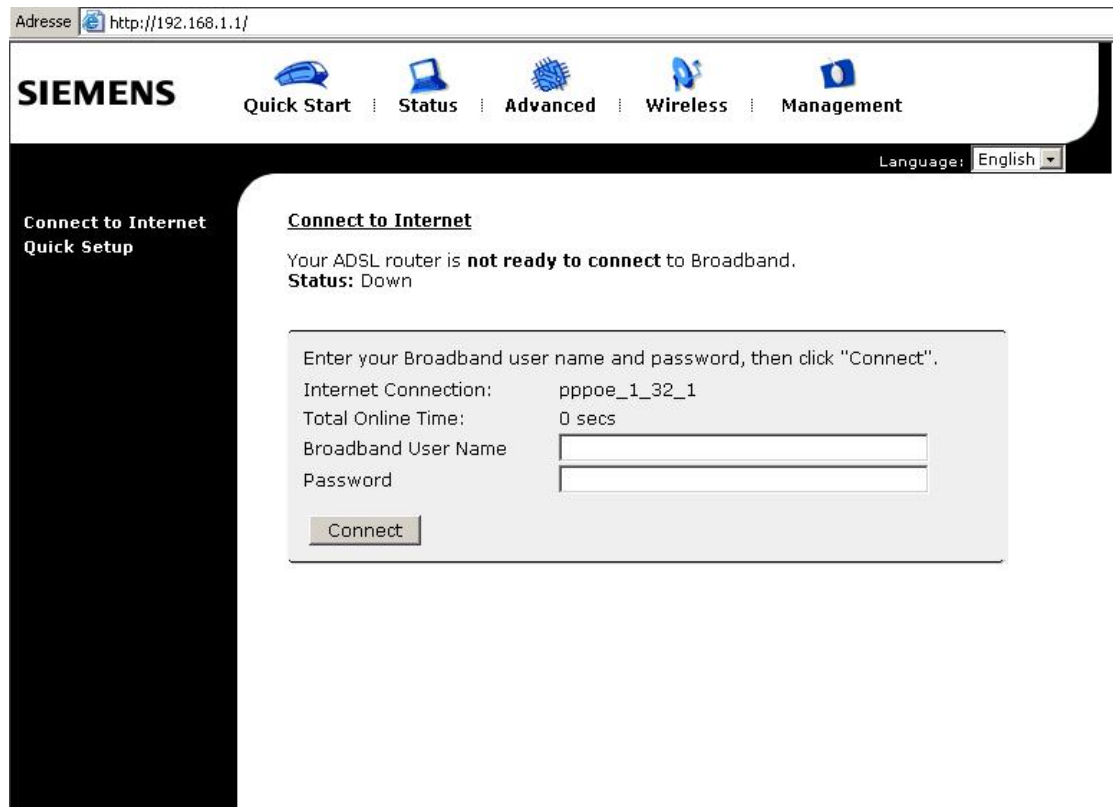 Adresse http://192.168.1.1/
SIEMENS
Quick Start Status Advanced Wireless Management
Language: English
Connect to Internet
Quick Setup
Connect to Internet
Your ADSL router is not ready to connect to Broadband.
Status: Down
Enter your Broadband user name and password, then click "Connect".
Internet Connection: pppoe_1_32_1
Total Online Time: 0 secs
Broadband User Name
Password
Connect